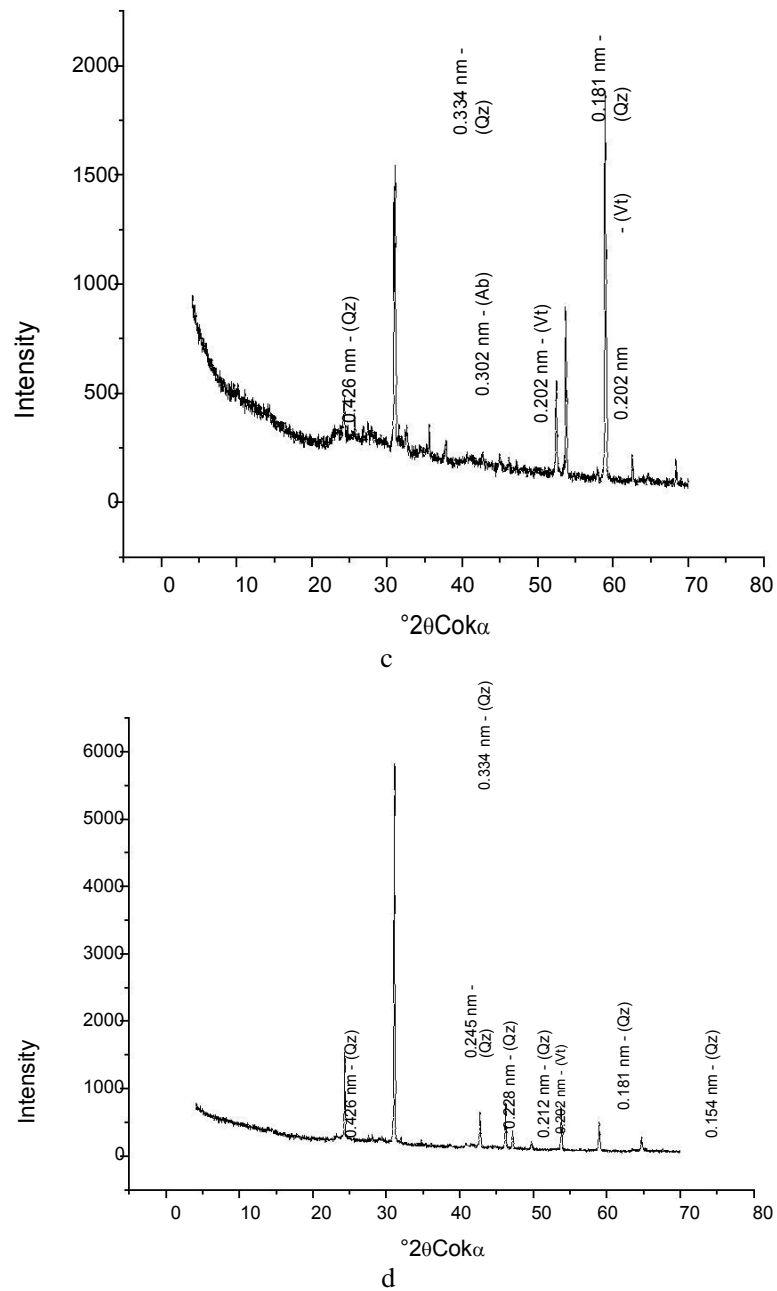 2000
1500
1000
500
0
Intensity
0.426 nm - (Qz)
0.334 nm -
(Qz)
0.302 nm - (Ab)
0.202 nm - (Vt)
0.181 nm -
(Qz)
- (Vt)
0.202 nm
0 10 20 30 40 50 60 70 80
°2θCokα
c
6000
5000
4000
3000
2000
1000
0
Intensity
0.426 nm - (Qz)
0.334 nm - (Qz)
0.245 nm -
(Qz)
0.228 nm - (Qz)
0.212 nm - (Qz)
0.202 nm - (Vt)
0.181 nm - (Qz)
0.154 nm - (Qz)
0 10 20 30 40 50 60 70 80
°2θCokα
d